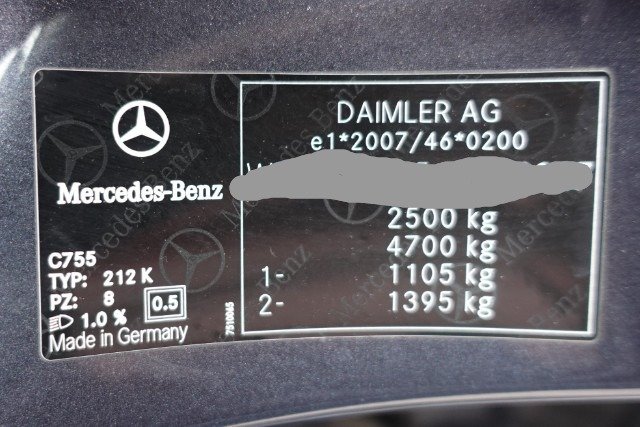 Mercedes-Benz
C755
TYP: 212 K
PZ: 8
0.5
1.0 %
Made in Germany
7510065
DAIMLER AG
e1*2007/46*0200
2500 kg
4700 kg
1- 1105 kg
2- 1395 kg